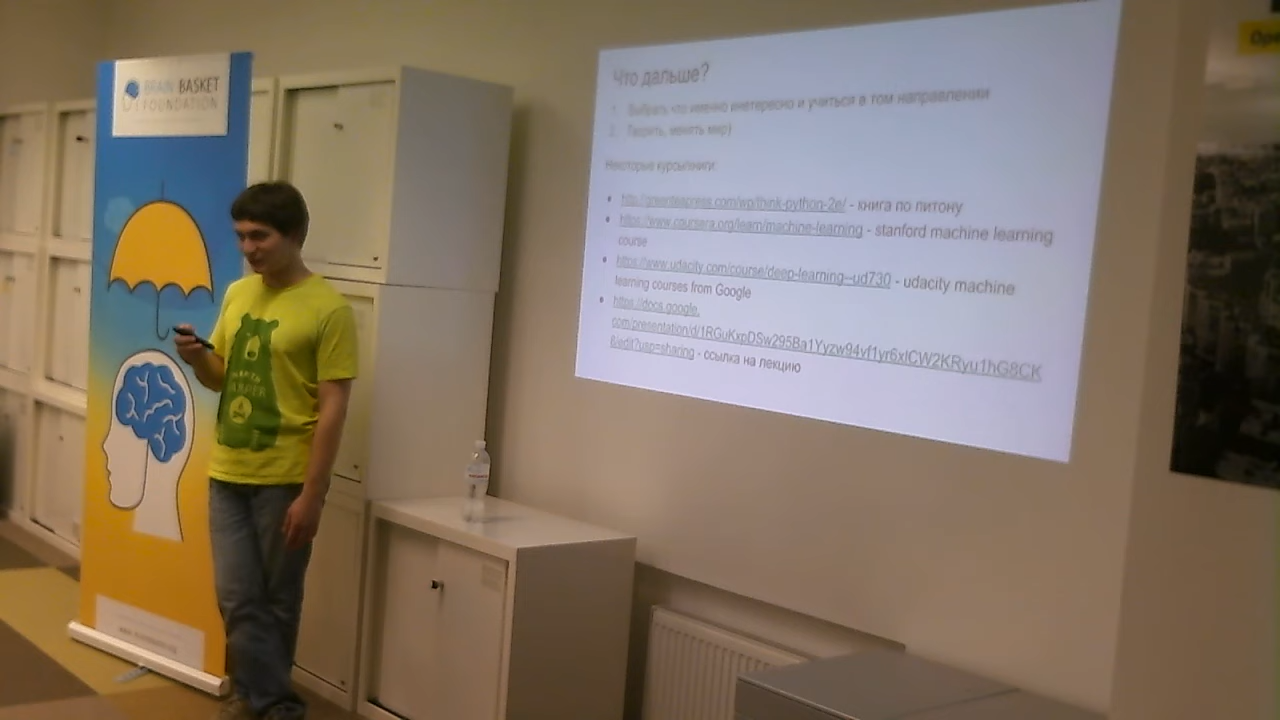 BRAIN BASKET
FOUNDATION
Что дальше?
1. Выбрать что именно инетересно и учиться в том направлении
2. Творить, менять мир)
Некоторые курсы/книги:
http://greenteapress.com/wp/think-python-2e/ - книга по питону
https://www.coursera.org/learn/machine-learning - stanford machine learning
course
https://www.udacity.com/course/deep-learning--ud730 - udacity machine
learning courses from Google
https://docs.google.
com/presentation/d/1RGuKxpDSw295Ba1Yyzw94vf1yr6xlCW2KRyu1hG8CK
/edit?usp=sharing - ссылка на лекцию